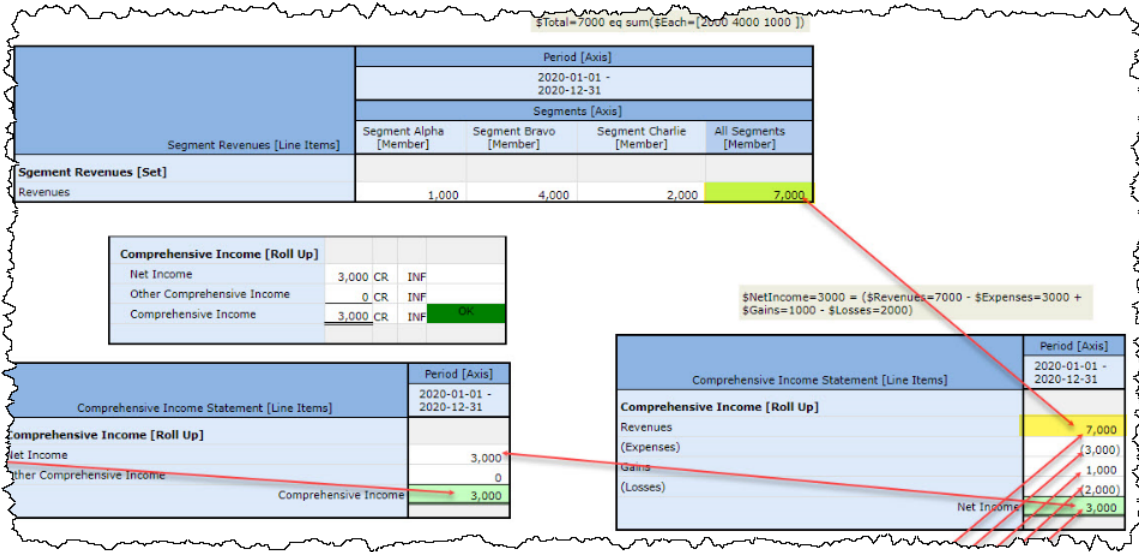 $Total=7000 eq sum($Each=[2000 4000 1000 ])
Period [Axis]
2020-01-01 -
2020-12-31
Segments [Axis]
Segment Revenues [Line Items] Segment Alpha [Member] Segment Bravo [Member] Segment Charlie [Member] All Segments [Member]
Sgement Revenues [Set]
Revenues 1,000 4,000 2,000 7,000
Comprehensive Income [Roll Up]
Net Income 3,000 CR INF
Other Comprehensive Income 0 CR INF
Comprehensive Income 3,000 CR INF OK
$NetIncome=3000 = ($Revenues=7000 - $Expenses=3000 +
$Gains=1000 - $Losses=2000)
Comprehensive Income Statement [Line Items]
Period [Axis]
2020-01-01 -
2020-12-31
Comprehensive Income [Roll Up]
Net Income 3,000
Other Comprehensive Income 0
Comprehensive Income 3,000
Comprehensive Income Statement [Line Items]
Period [Axis]
2020-01-01 -
2020-12-31
Comprehensive Income [Roll Up]
Revenues 7,000
(Expenses) (3,000)
Gains 1,000
(Losses) (2,000)
Net Income 3,000